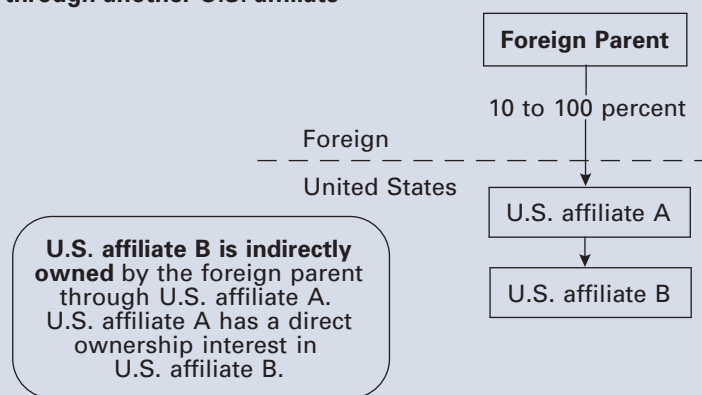 through another U.S. affiliate
Foreign Parent
10 to 100 percent
Foreign
United States
U.S. affiliate A
U.S. affiliate B
U.S. affiliate B is indirectly
owned by the foreign parent
through U.S. affiliate A.
U.S. affiliate A has a direct
ownership interest in
U.S. affiliate B.